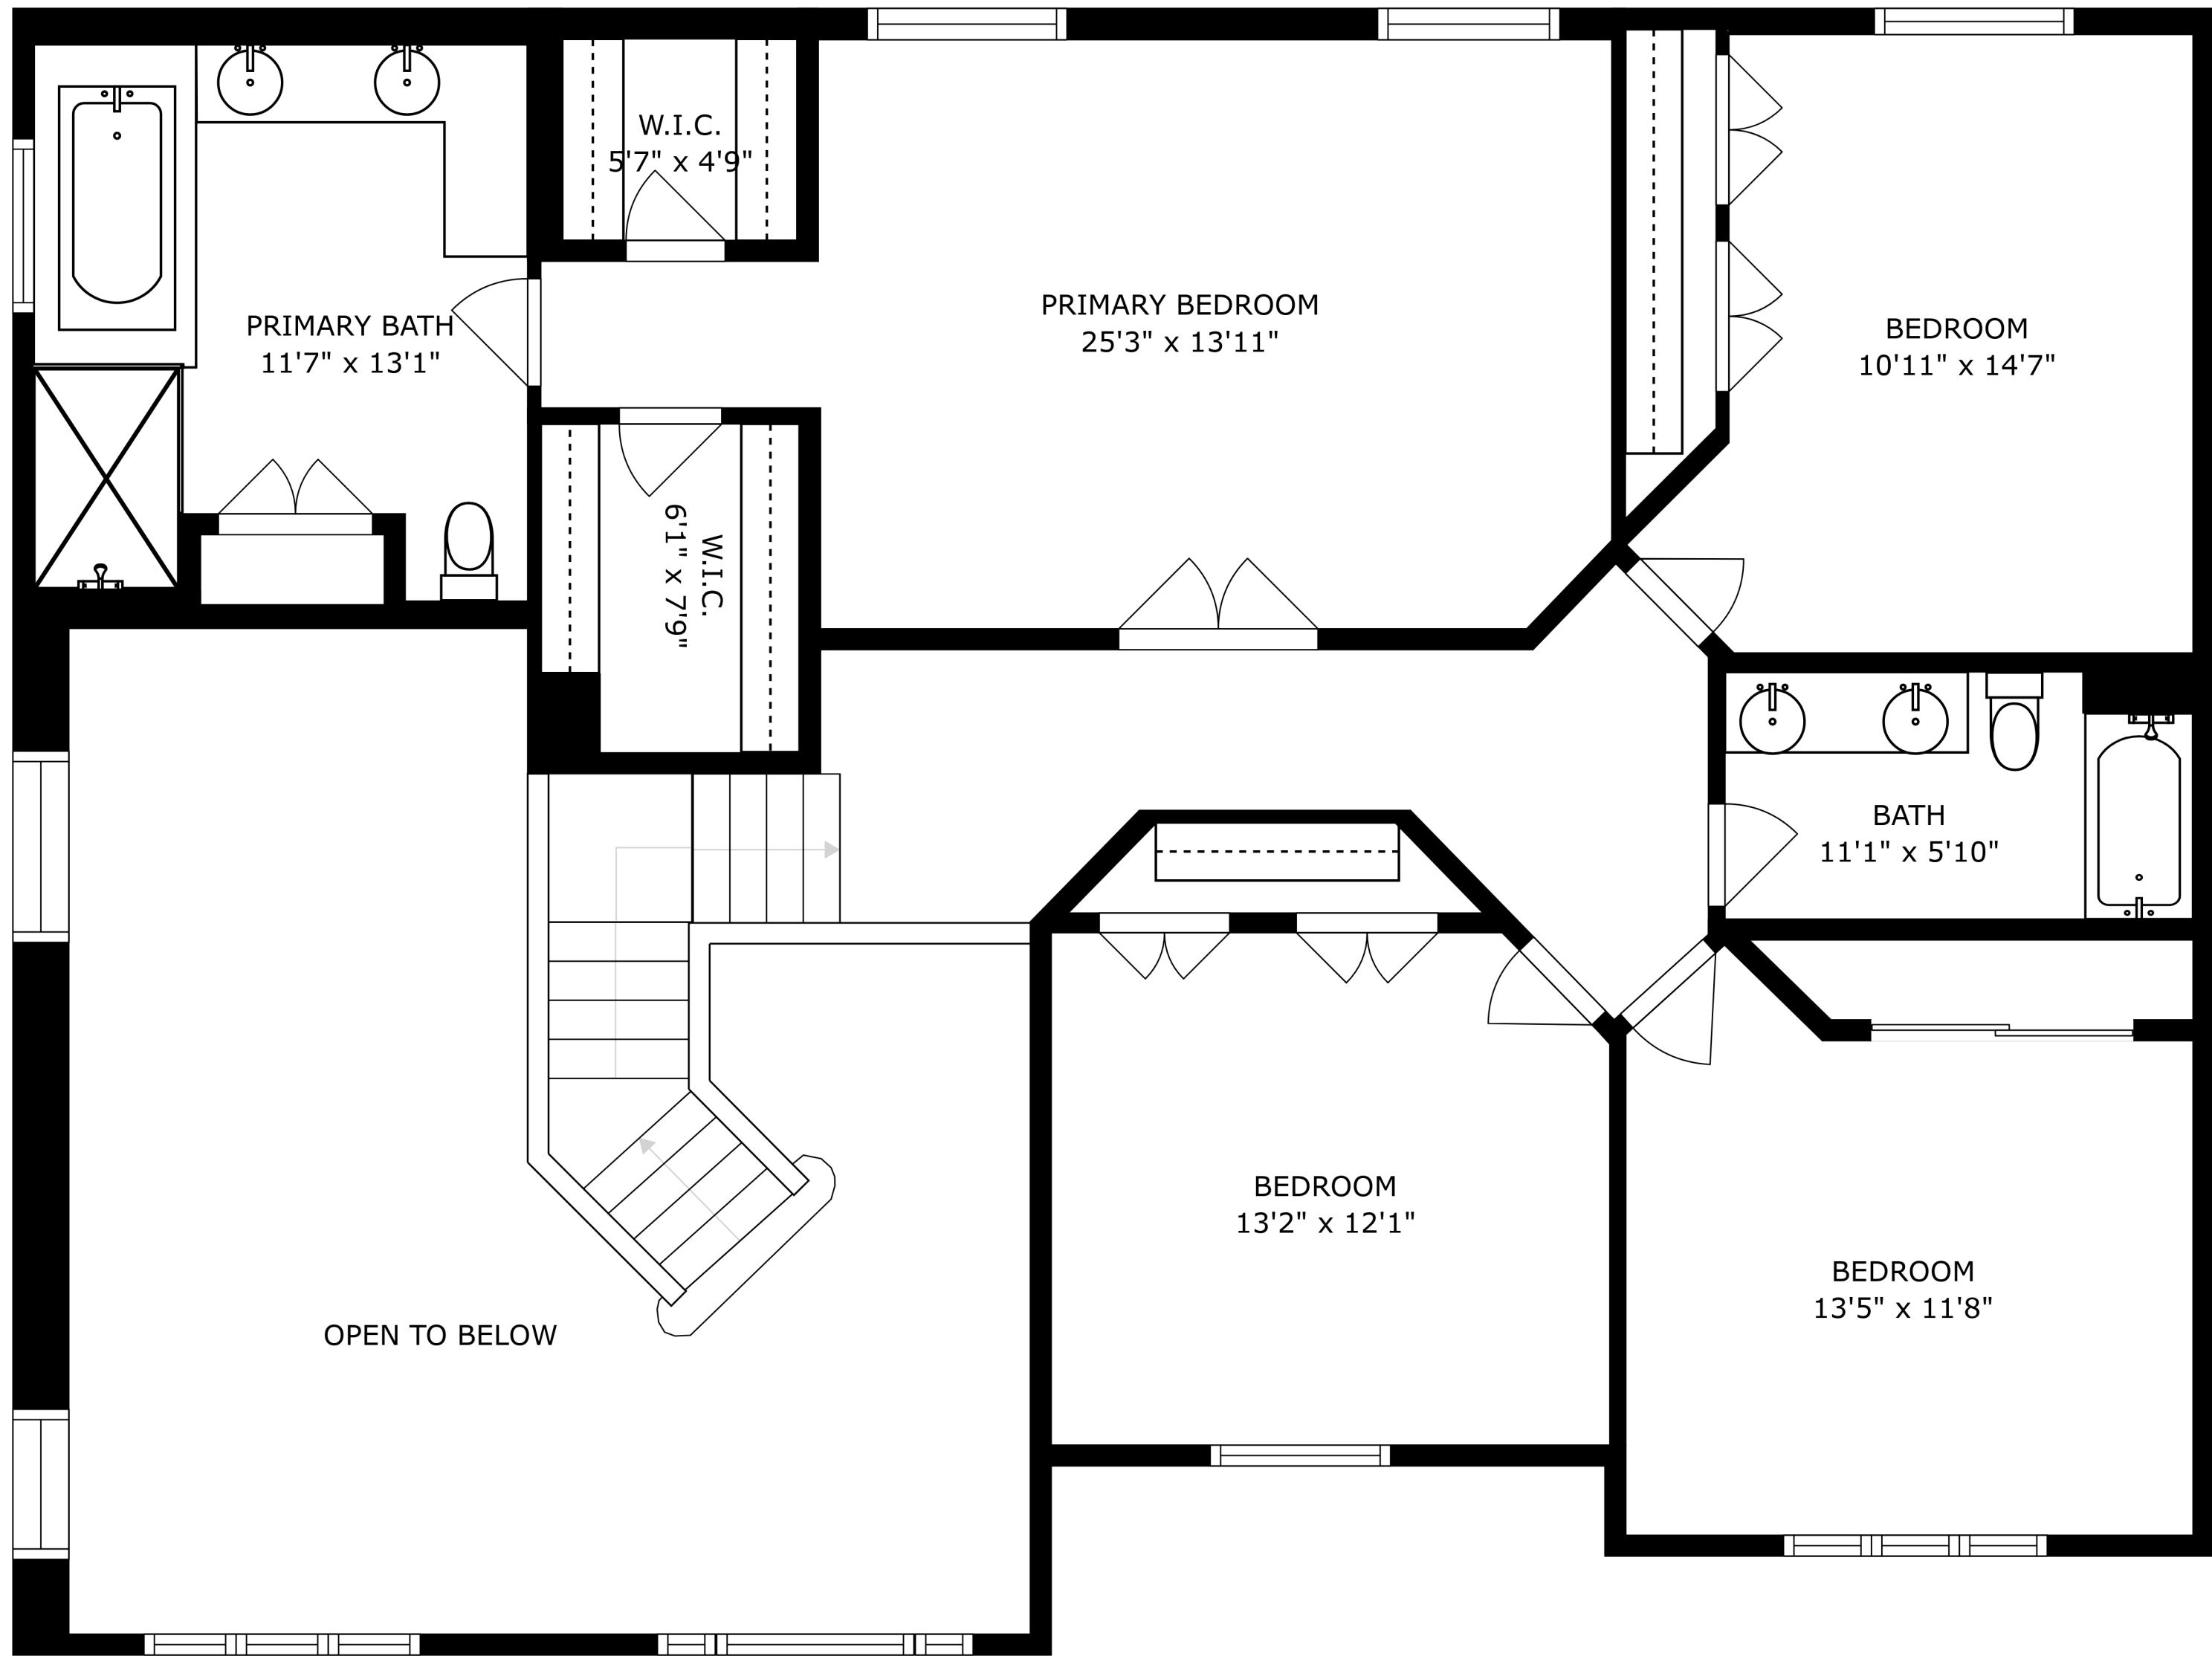 W.I.C.
5'7" x 4'9"
PRIMARY BEDROOM
25'3" x 13'11"
PRIMARY BATH
11'7" x 13'1"
BEDROOM
10'11" x 14'7"
W.I.C.
6'1" x 7'9"
BATH
11'1" x 5'10"
BEDROOM
13'2" x 12'1"
BEDROOM
13'5" x 11'8"
OPEN TO BELOW